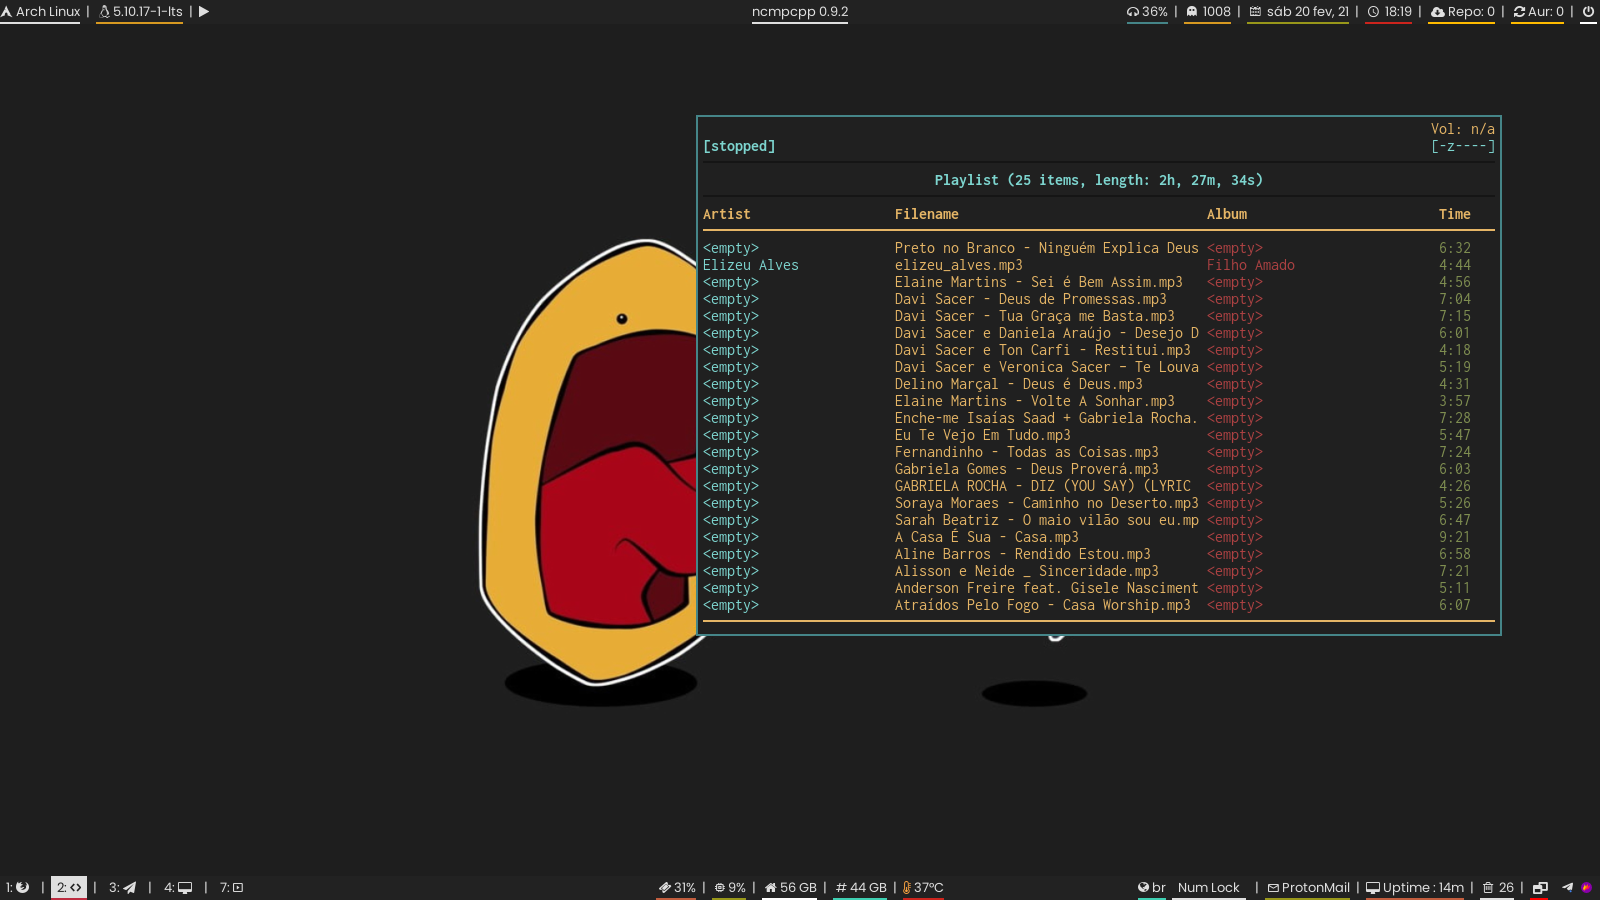 Arch Linux | 5.10.17-1-lts | ncmpcpp 0.9.2 36% | 1008 | sáb 20 fev, 21 | 18:19 | Repo: 0 | Aur: 0 |
Vol: n/a
[stopped] [-z----]
Playlist (25 items, length: 2h, 27m, 34s)
Artist Filename Album Time
<empty> Preto no Branco - Ninguém Explica Deus <empty> 6:32
Elizeu Alves elizeu_alves.mp3 Filho Amado 4:44
<empty> Elaine Martins - Sei é Bem Assim.mp3 <empty> 4:56
<empty> Davi Sacer - Deus de Promessas.mp3 <empty> 7:04
<empty> Davi Sacer - Tua Graça me Basta.mp3 <empty> 7:15
<empty> Davi Sacer e Daniela Araújo - Desejo D <empty> 6:01
<empty> Davi Sacer e Ton Carfi - Restitui.mp3 <empty> 4:18
<empty> Davi Sacer e Veronica Sacer – Te Louva <empty> 5:19
<empty> Delino Marçal - Deus é Deus.mp3 <empty> 4:31
<empty> Elaine Martins - Volte A Sonhar.mp3 <empty> 3:57
<empty> Enche-me Isaías Saad + Gabriela Rocha. <empty> 7:28
<empty> Eu Te Vejo Em Tudo.mp3 <empty> 5:47
<empty> Fernandinho - Todas as Coisas.mp3 <empty> 7:24
<empty> Gabriela Gomes - Deus Proverá.mp3 <empty> 6:03
<empty> GABRIELA ROCHA - DIZ (YOU SAY) (LYRIC <empty> 4:26
<empty> Soraya Moraes - Caminho no Deserto.mp3 <empty> 5:26
<empty> Sarah Beatriz - O maio vilão sou eu.mp <empty> 6:47
<empty> A Casa É Sua - Casa.mp3 <empty> 9:21
<empty> Aline Barros - Rendido Estou.mp3 <empty> 6:58
<empty> Alisson e Neide _ Sinceridade.mp3 <empty> 7:21
<empty> Anderson Freire feat. Gisele Nasciment <empty> 5:11
<empty> Atraídos Pelo Fogo - Casa Worship.mp3 <empty> 6:07
1: | 2: | 3: | 4: | 7: 31% | 9% | 56 GB | # 44 GB | 37ºC br Num Lock | ProtonMail | Uptime : 14m | 26 |